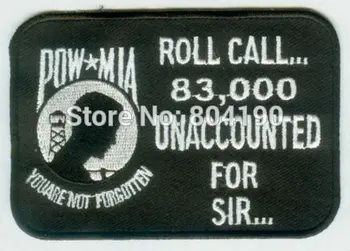 POW★MIA
YOU ARE NOT FORGOTTEN
ROLL CALL...
83,000
UNACCOUNTED
FOR
SIR...
Store No: 804190